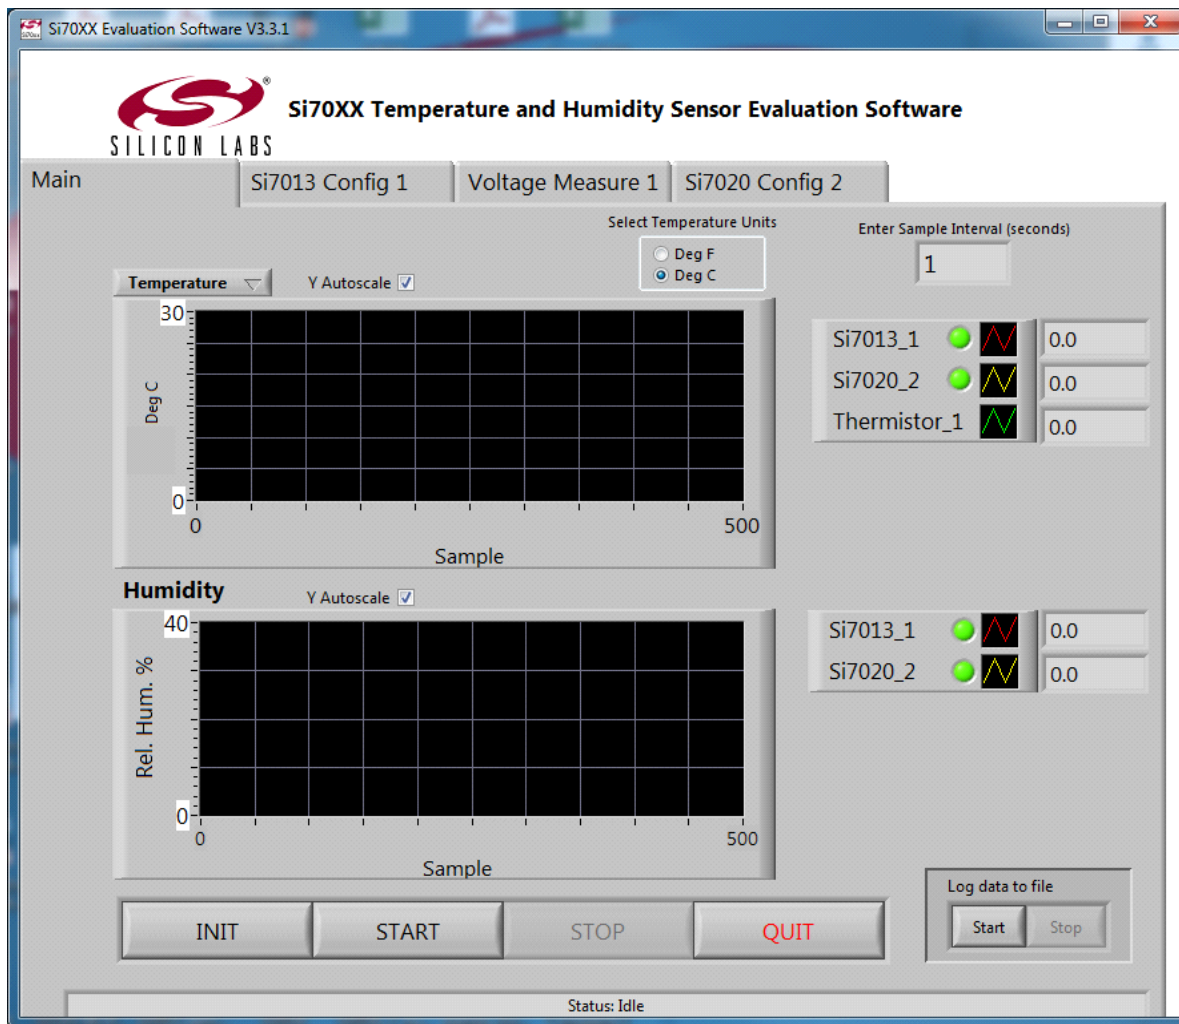 Si70XX Evaluation Software V3.3.1
SILICON LABS®
Si70XX Temperature and Humidity Sensor Evaluation Software
Main
Si7013 Config 1
Voltage Measure 1
Si7020 Config 2
Select Temperature Units
Deg F
Deg C
Enter Sample Interval (seconds)
1
Temperature
Y Autoscale
30
Deg C
0
0
500
Sample
Si7013_1
0.0
Si7020_2
0.0
Thermistor_1
0.0
Humidity
Y Autoscale
40
Rel. Hum. %
0
0
500
Sample
Si7013_1
0.0
Si7020_2
0.0
Log data to file
Start
Stop
INIT
START
STOP
QUIT
Status: Idle